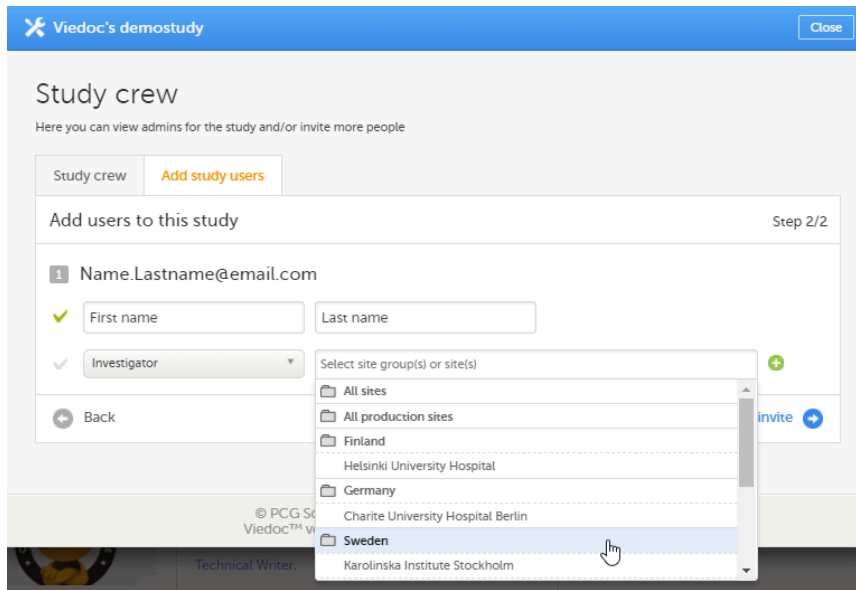 Viedoc's demostudy
Close
Study crew
Here you can view admins for the study and/or invite more people
Study crew
Add study users
Add users to this study
Step 2/2
1 Name.Lastname@email.com
First name
Last name
Investigator
Select site group(s) or site(s)
All sites
All production sites
Finland
Helsinki University Hospital
Germany
Charite University Hospital Berlin
Sweden
Karolinska Institute Stockholm
Back
invite
© PCG
Viedoc™
Technical Writer.